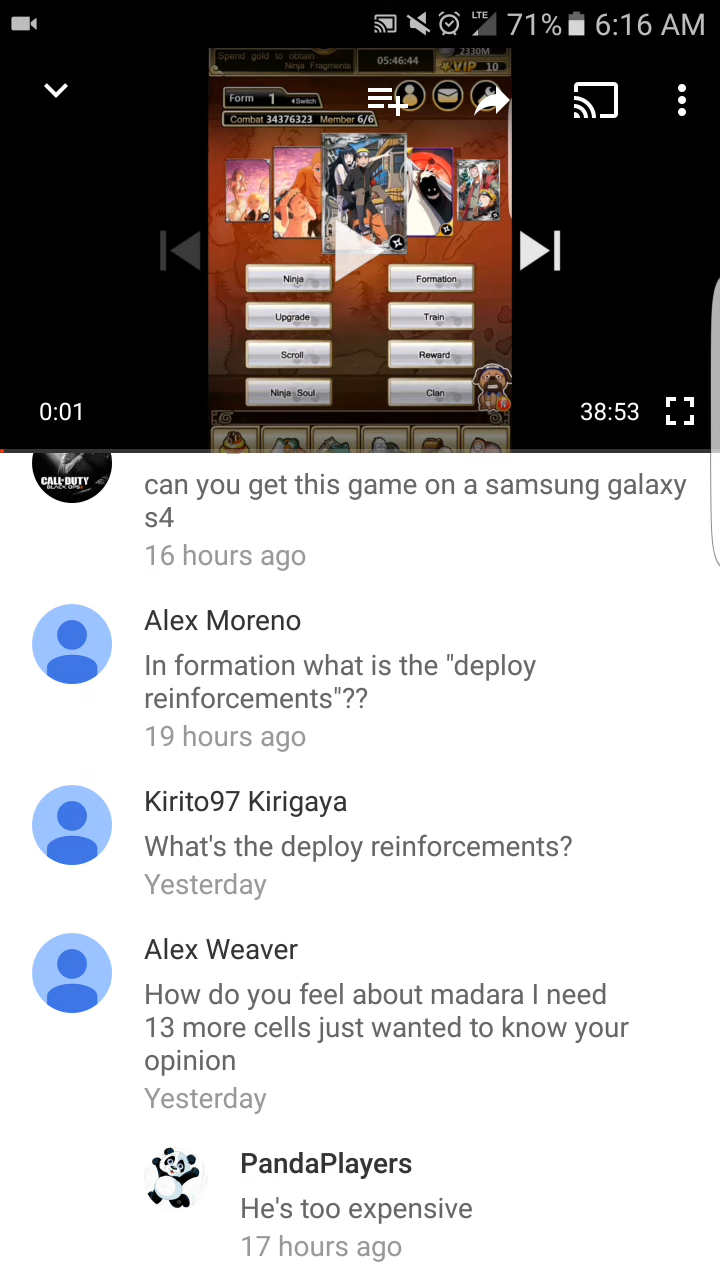 LTE 71% 6:16 AM
Spend gold to obtain
Ninja Fragments
05:46:44
2330M
VIP 10
Form 1 Switch
Combat 34376323 Member 6/6
Ninja Formation
Upgrade Train
Scroll Reward
Ninja Soul Clan
0:01 38:53
CALL OF DUTY
BLACK OPS
can you get this game on a samsung galaxy
s4
16 hours ago
Alex Moreno
In formation what is the "deploy
reinforcements"??
19 hours ago
Kirito97 Kirigaya
What's the deploy reinforcements?
Yesterday
Alex Weaver
How do you feel about madara I need
13 more cells just wanted to know your
opinion
Yesterday
PandaPlayers
He's too expensive
17 hours ago